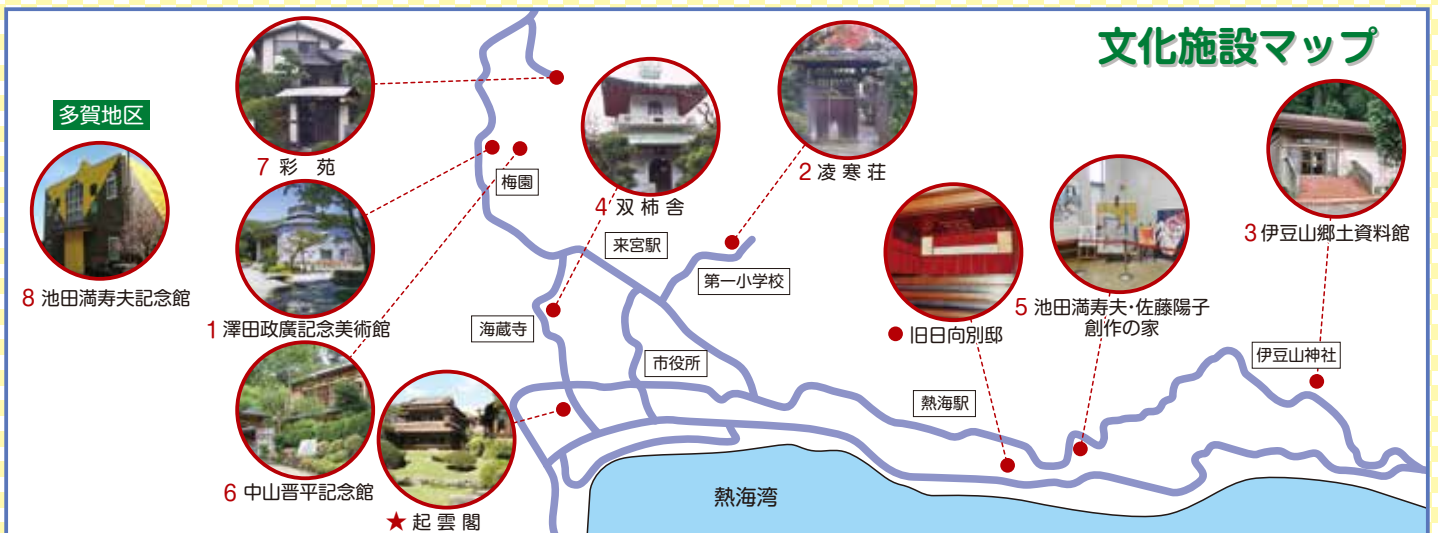 文化施設マップ
多賀地区
8 池田満寿夫記念館
7 彩 苑
1 澤田政廣記念美術館
6 中山晋平記念館
★ 起 雲 閣
梅園
4 双 柿 舎
来宮駅
2 凌 寒 荘
第一小学校
海蔵寺
市役所
● 旧日向別邸
5 池田満寿夫・佐藤陽子
創作の家
3 伊豆山郷土資料館
伊豆山神社
熱海駅
熱海湾